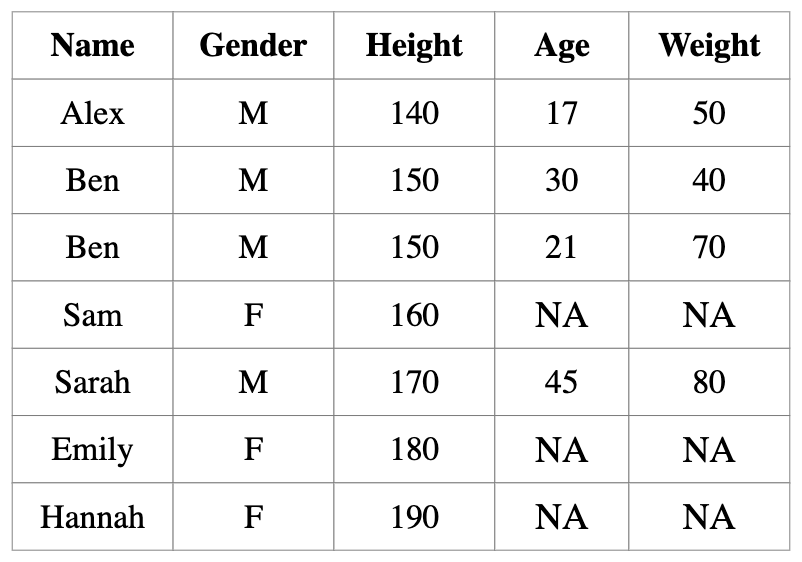 Name Gender Height Age Weight
Alex M 140 17 50
Ben M 150 30 40
Ben M 150 21 70
Sam F 160 NA NA
Sarah M 170 45 80
Emily F 180 NA NA
Hannah F 190 NA NA